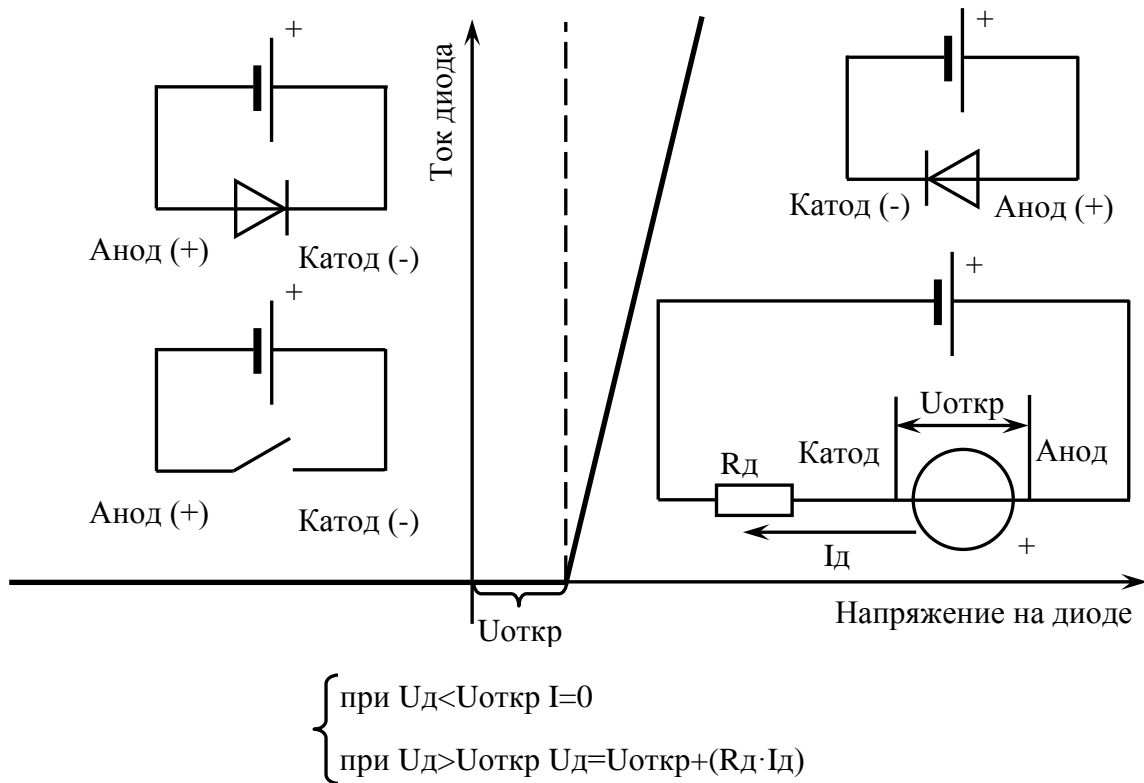 +
+
Ток диода
Катод (-)
Анод (+)
Анод (+)
Катод (-)
+
+
Uоткр
Rд
Катод
Анод
Анод (+)
Катод (-)
Iд
+
Uоткр
Напряжение на диоде
при Uд<Uоткр I=0
при Uд>Uоткр Uд=Uоткр+(Rд·Iд)